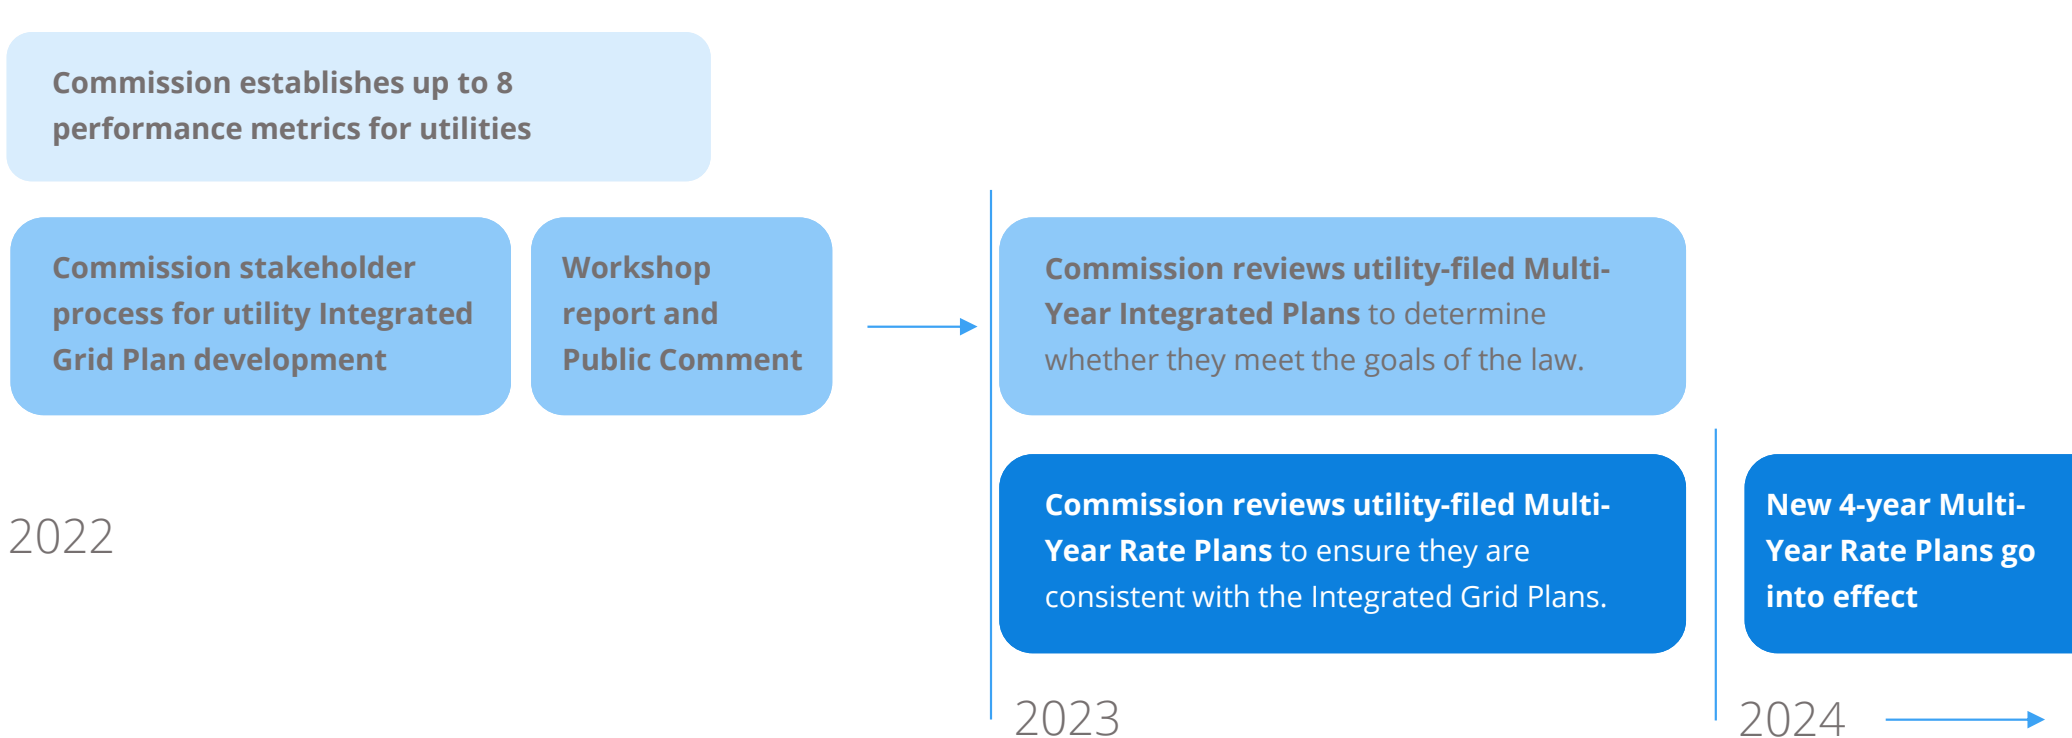 Commission establishes up to 8
performance metrics for utilities
Commission stakeholder
process for utility Integrated
Grid Plan development
Workshop
report and
Public Comment
Commission reviews utility-filed Multi-
Year Integrated Plans to determine
whether they meet the goals of the law.
2022
Commission reviews utility-filed Multi-
Year Rate Plans to ensure they are
consistent with the Integrated Grid Plans.
New 4-year Multi-
Year Rate Plans go
into effect
2023
2024